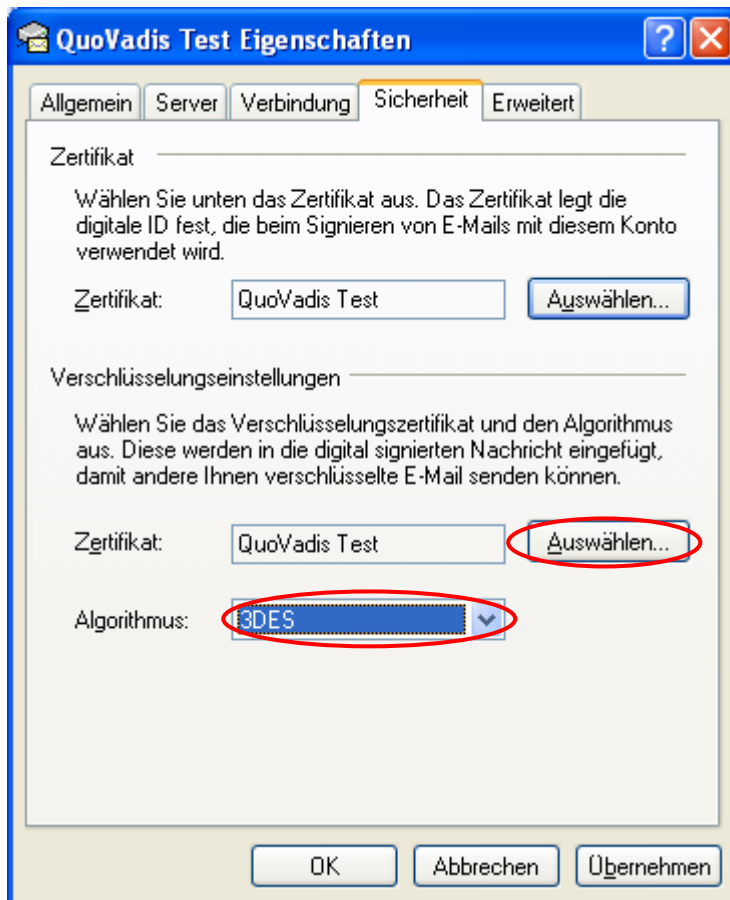 QuoVadis Test Eigenschaften
Allgemein Server Verbindung Sicherheit Erweitert
Zertifikat
Wählen Sie unten das Zertifikat aus. Das Zertifikat legt die
digitale ID fest, die beim Signieren von E-Mails mit diesem Konto
verwendet wird.
Zertifikat: QuoVadis Test Auswählen...
Verschlüsselungseinstellungen
Wählen Sie das Verschlüsselungszertifikat und den Algorithmus
aus. Diese werden in die digital signierten Nachricht eingefügt,
damit andere Ihnen verschlüsselte E-Mail senden können.
Zertifikat: QuoVadis Test Auswählen...
Algorithmus: 3DES
OK Abbrechen Übernehmen